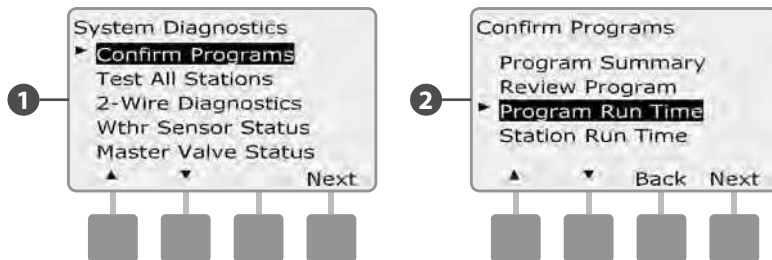 1
System Diagnostics
► Confirm Programs
Test All Stations
2-Wire Diagnostics
Wthr Sensor Status
Master Valve Status
▲ ▼ Next
2
Confirm Programs
Program Summary
Review Program
► Program Run Time
Station Run Time
▲ ▼ Back Next